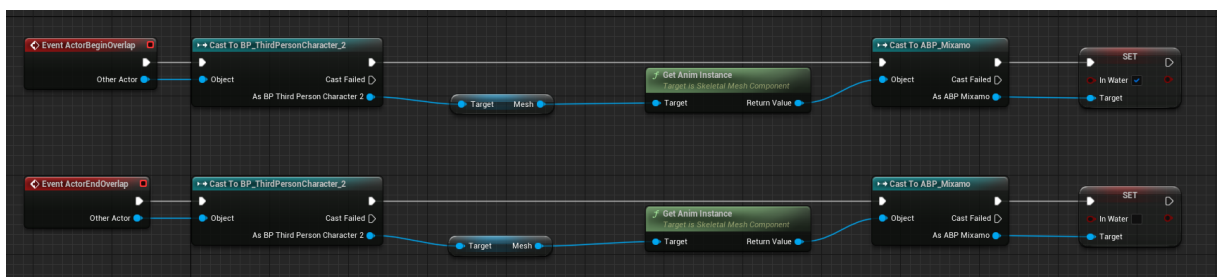 Event ActorBeginOverlap
Other Actor
Cast To BP_ThirdPersonCharacter_2
Object
Cast Failed
As BP Third Person Character 2
Target
Mesh
Get Anim Instance
Target is Skeletal Mesh Component
Target
Return Value
Cast To ABP_Mixamo
Object
Cast Failed
As ABP Mixamo
SET
In Water
Target
Event ActorEndOverlap
Other Actor
Cast To BP_ThirdPersonCharacter_2
Object
Cast Failed
As BP Third Person Character 2
Target
Mesh
Get Anim Instance
Target is Skeletal Mesh Component
Target
Return Value
Cast To ABP_Mixamo
Object
Cast Failed
As ABP Mixamo
SET
In Water
Target